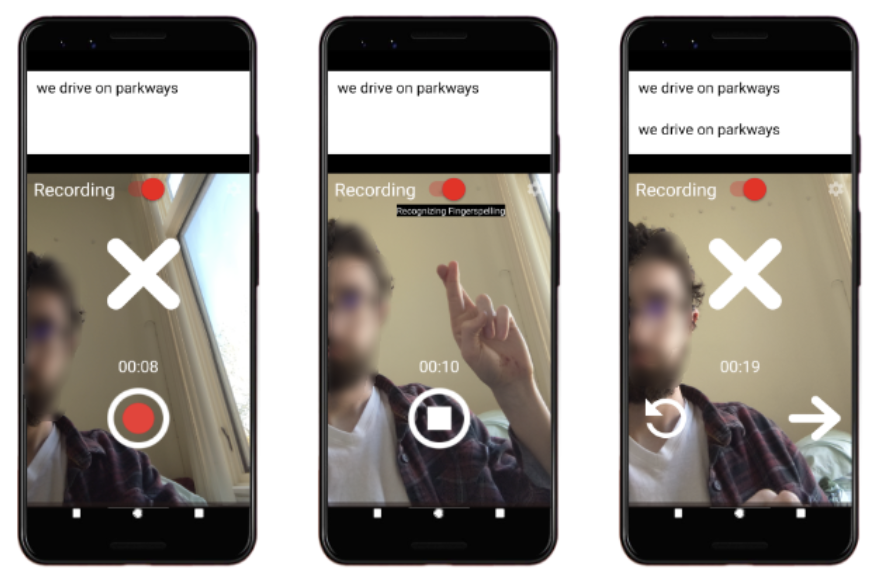 we drive on parkways
Recording
00:08
we drive on parkways
Recording
Recognizing Fingerspelling
00:10
we drive on parkways
we drive on parkways
Recording
00:19